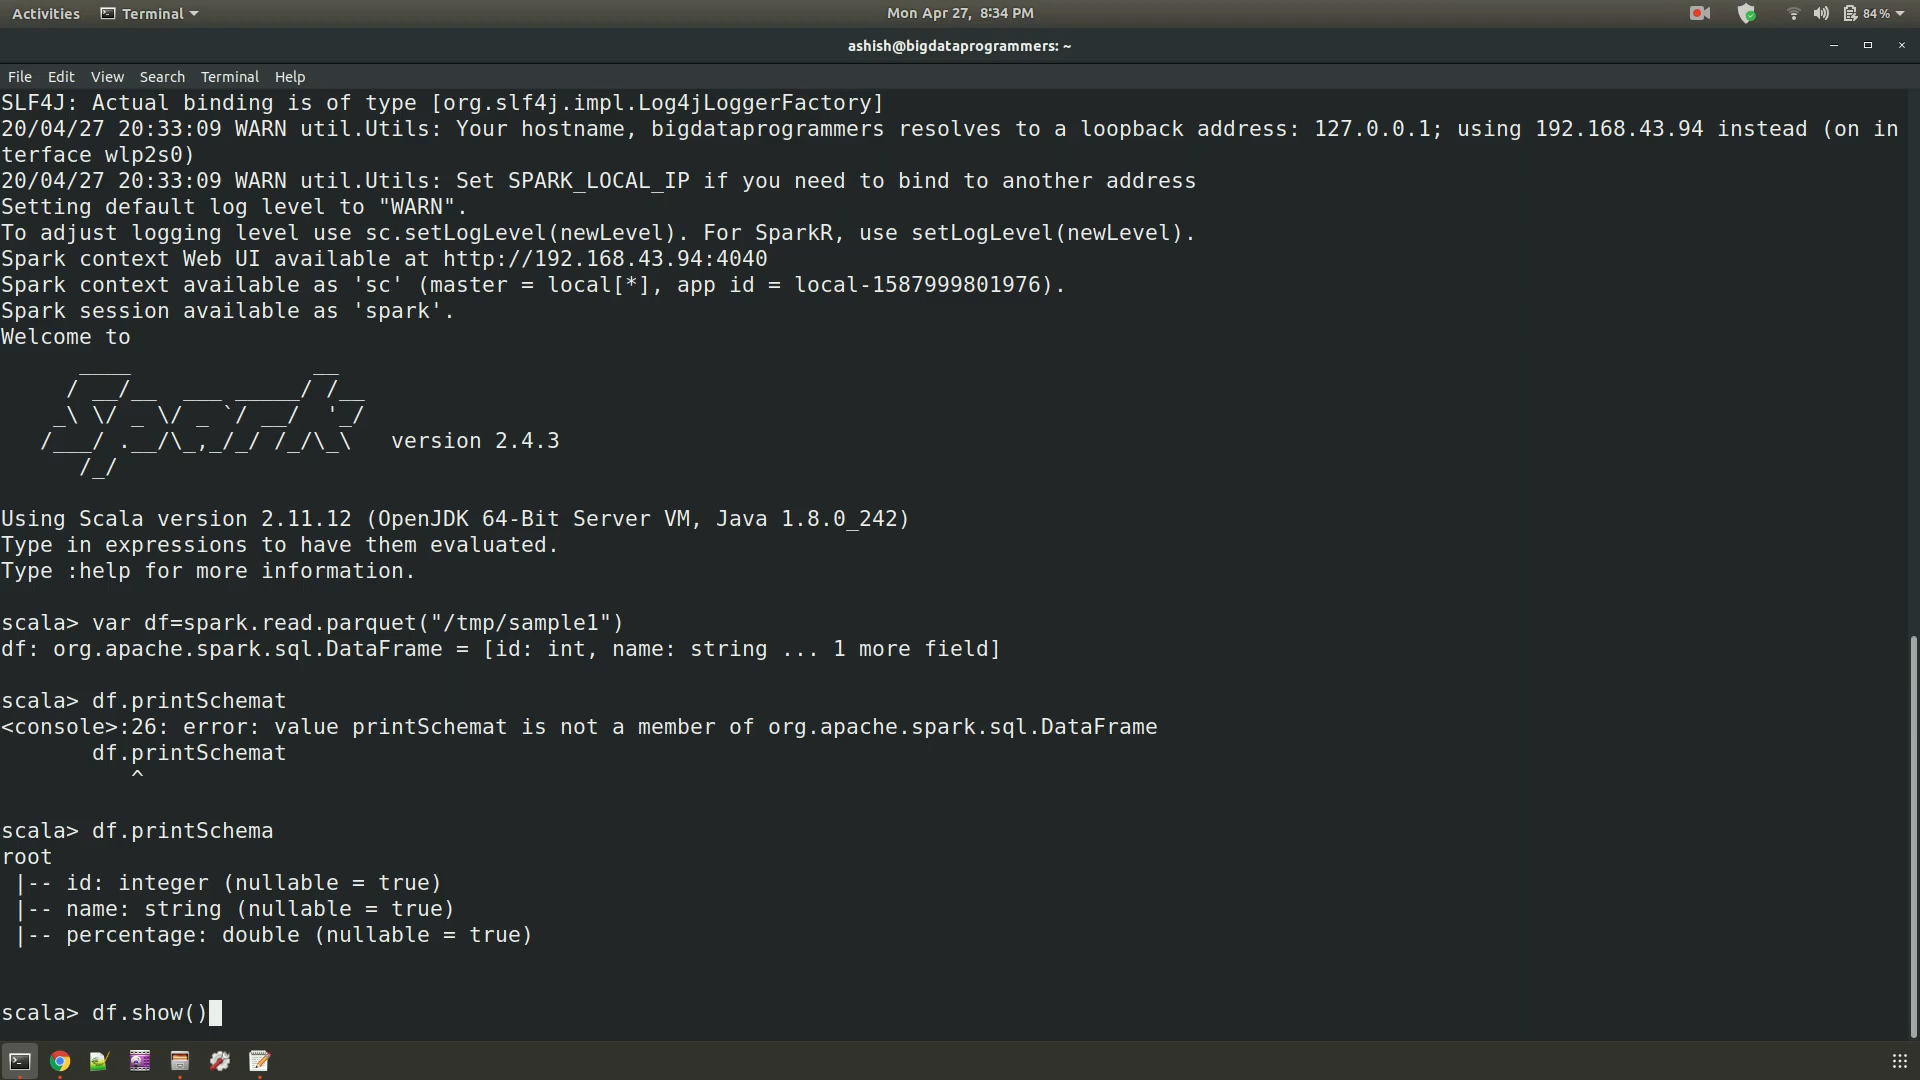 Activities Terminal Mon Apr 27, 8:34 PM 84 %
ashish@bigdataprogrammers: ~
File Edit View Search Terminal Help
SLF4J: Actual binding is of type [org.slf4j.impl.Log4jLoggerFactory]
20/04/27 20:33:09 WARN util.Utils: Your hostname, bigdataprogrammers resolves to a loopback address: 127.0.0.1; using 192.168.43.94 instead (on in
terface wlp2s0)
20/04/27 20:33:09 WARN util.Utils: Set SPARK_LOCAL_IP if you need to bind to another address
Setting default log level to "WARN".
To adjust logging level use sc.setLogLevel(newLevel). For SparkR, use setLogLevel(newLevel).
Spark context Web UI available at http://192.168.43.94:4040
Spark context available as 'sc' (master = local[*], app id = local-1587999801976).
Spark session available as 'spark'.
Welcome to
      ____              __
     / __/__  ___ _____/ /__
    _\ \/ _ \/ _ `/ __/  '_/
   /___/ .__/\_,_/_/ /_/\_\   version 2.4.3
      /_/
Using Scala version 2.11.12 (OpenJDK 64-Bit Server VM, Java 1.8.0_242)
Type in expressions to have them evaluated.
Type :help for more information.
scala> var df=spark.read.parquet("/tmp/sample1")
df: org.apache.spark.sql.DataFrame = [id: int, name: string ... 1 more field]
scala> df.printSchemat
<console>:26: error: value printSchemat is not a member of org.apache.spark.sql.DataFrame
       df.printSchemat
          ^
scala> df.printSchema
root
 |-- id: integer (nullable = true)
 |-- name: string (nullable = true)
 |-- percentage: double (nullable = true)
scala> df.show()